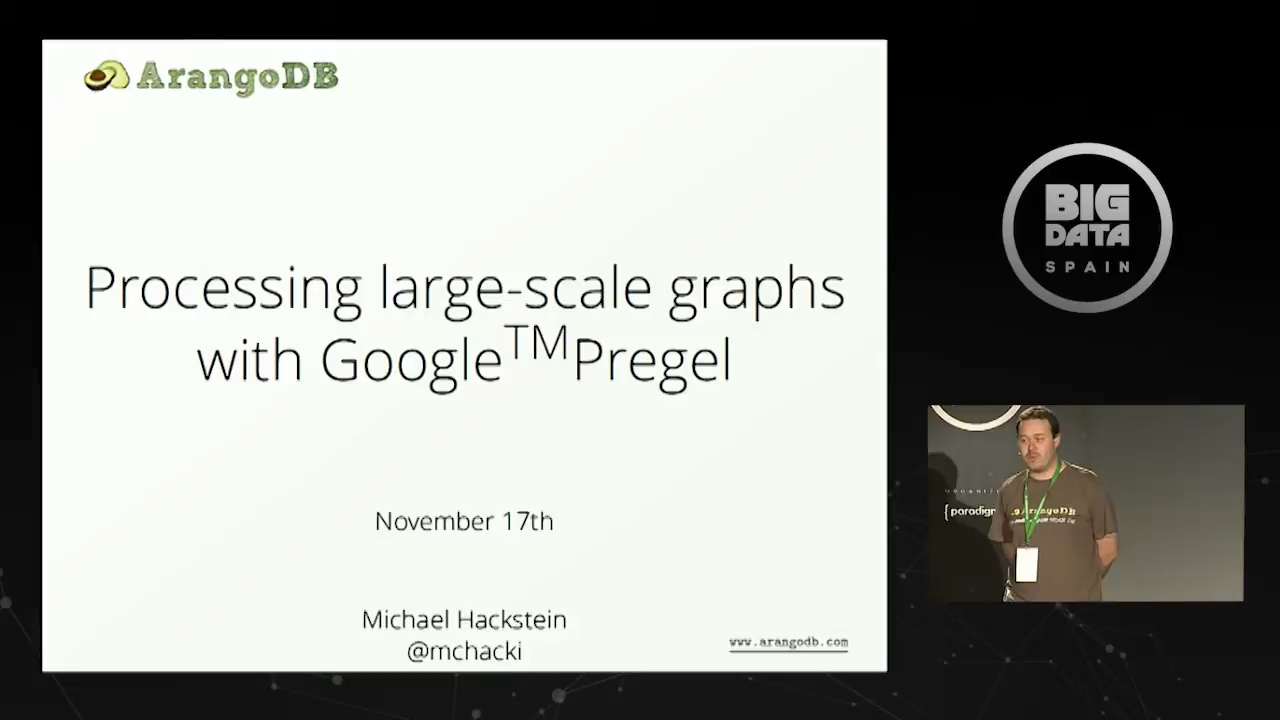 ArangoDB
Processing large-scale graphs
with Google™Pregel
November 17th
Michael Hackstein
@mchacki
www.arangodb.com
BIG
DATA
SPAIN
{paradigm
ArangoDB